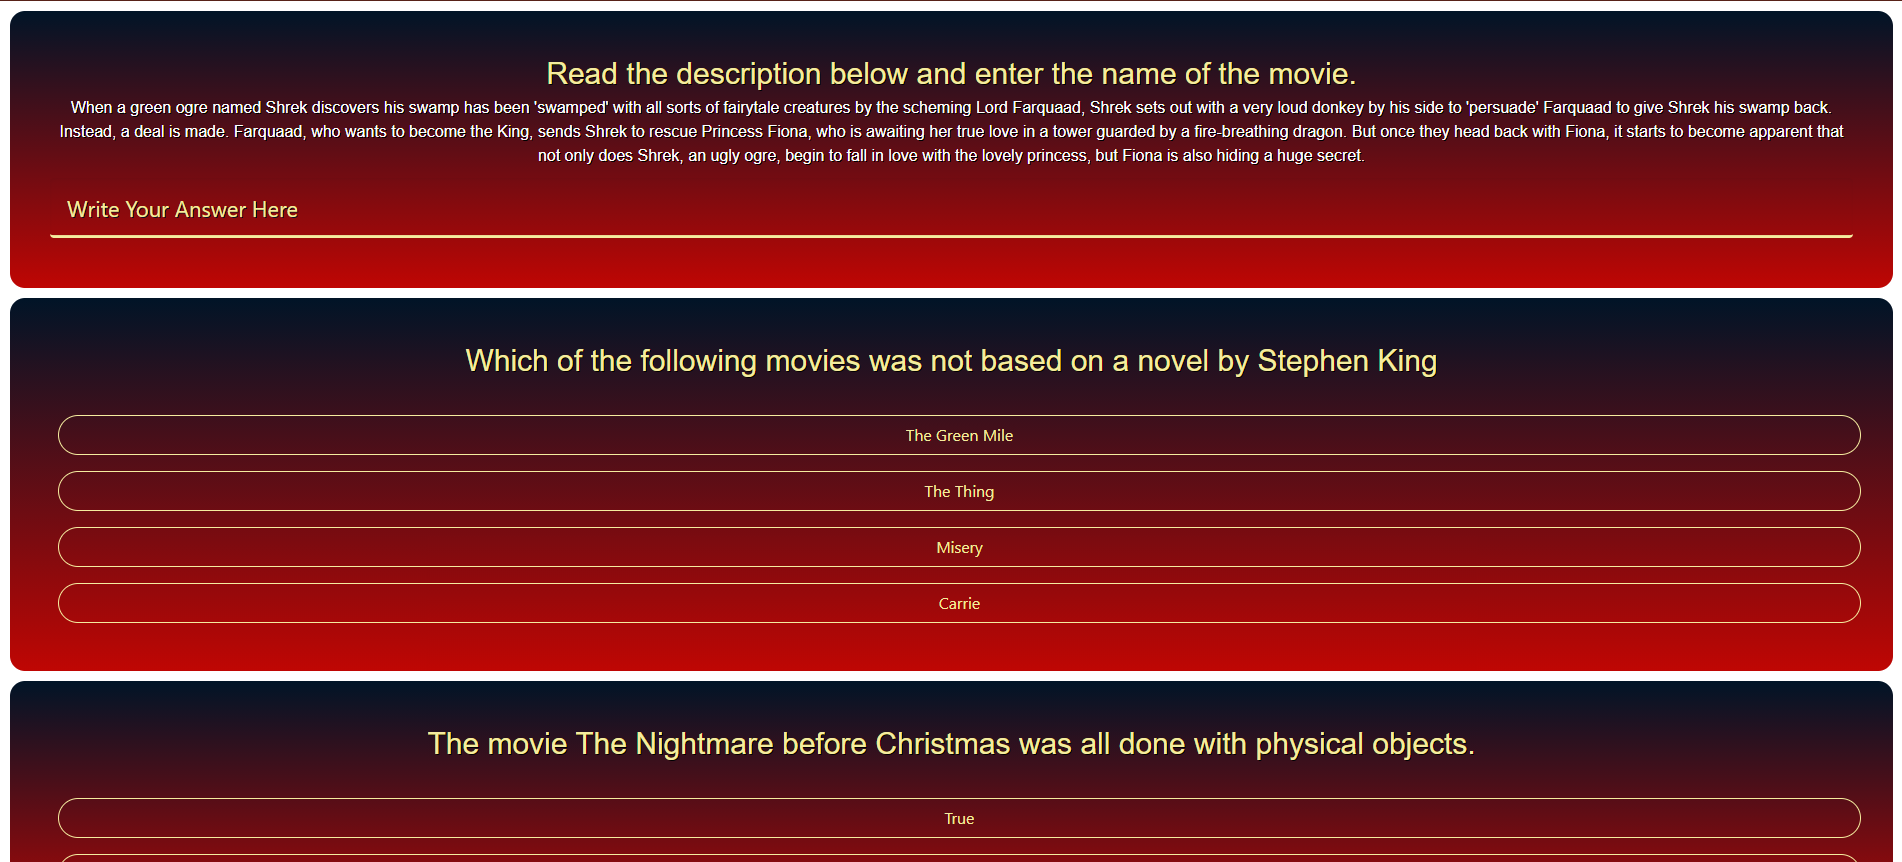 Read the description below and enter the name of the movie.
When a green ogre named Shrek discovers his swamp has been 'swamped' with all sorts of fairytale creatures by the scheming Lord Farquaad, Shrek sets out with a very loud donkey by his side to 'persuade' Farquaad to give Shrek his swamp back.
Instead, a deal is made. Farquaad, who wants to become the King, sends Shrek to rescue Princess Fiona, who is awaiting her true love in a tower guarded by a fire-breathing dragon. But once they head back with Fiona, it starts to become apparent that
not only does Shrek, an ugly ogre, begin to fall in love with the lovely princess, but Fiona is also hiding a huge secret.
Write Your Answer Here
Which of the following movies was not based on a novel by Stephen King
The Green Mile
The Thing
Misery
Carrie
The movie The Nightmare before Christmas was all done with physical objects.
True